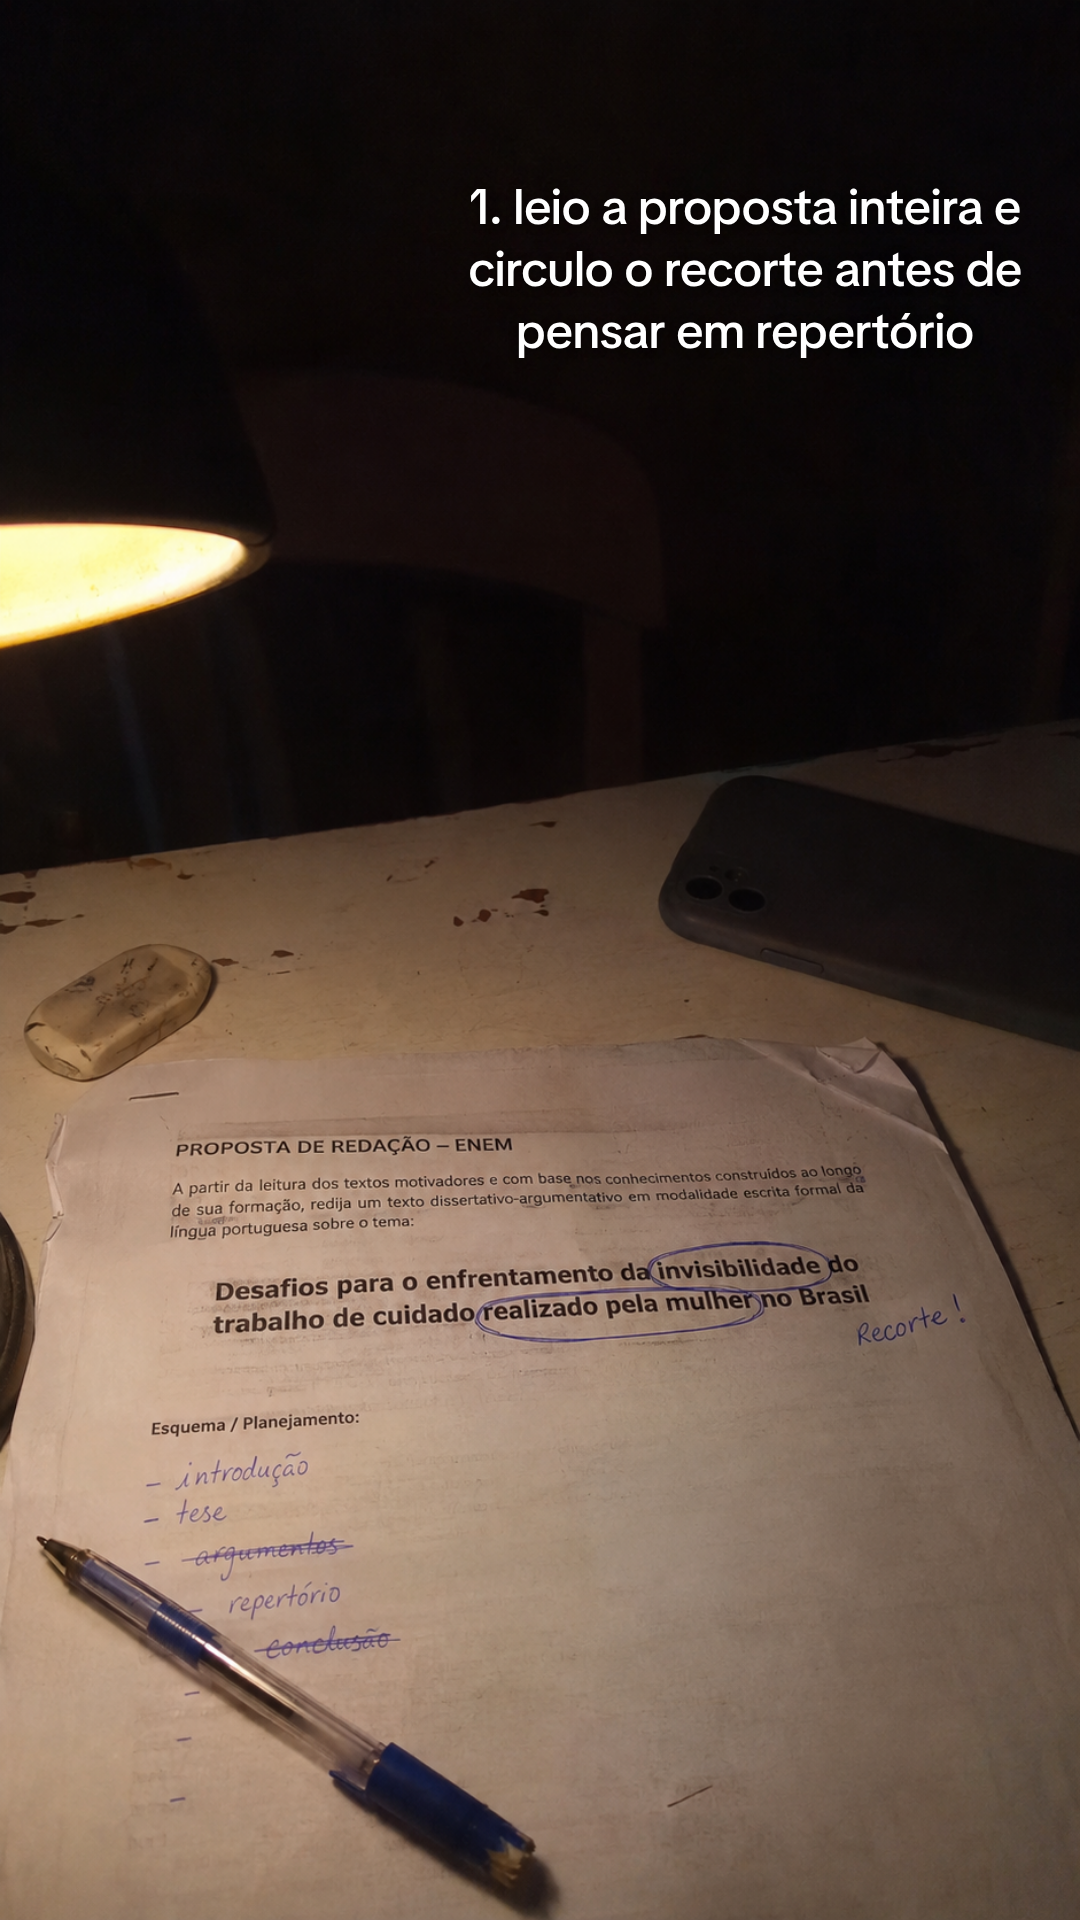 1. leio a proposta inteira e
circulo o recorte antes de
pensar em repertório
PROPOSTA DE REDAÇÃO – ENEM
A partir da leitura dos textos motivadores e com base nos conhecimentos construídos ao longo
de sua formação, redija um texto dissertativo-argumentativo em modalidade escrita formal da
língua portuguesa sobre o tema:
Desafios para o enfrentamento da invisibilidade do
trabalho de cuidado realizado pela mulher no Brasil
Recorte!
Esquema / Planejamento:
- introdução
- tese
- argumentos
- repertório
conclusão
-
-
-